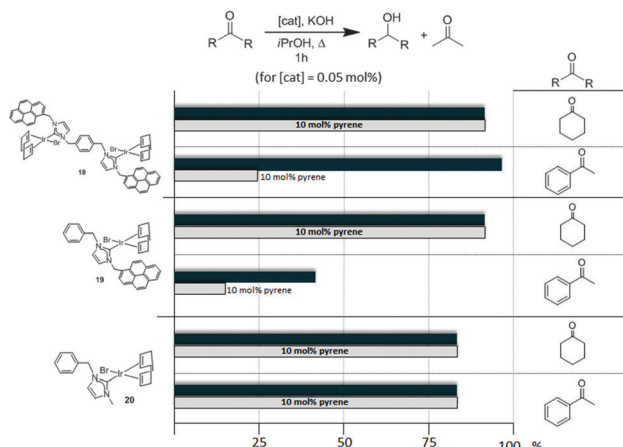 O
OH
O
[cat], KOH
R R
iPrOH, Δ
R R
+
1h
(for [cat] = 0.05 mol%)
O
R R
N
N
Ir
Br
Br
Ir
N
N
18
10 mol% pyrene
O
10 mol% pyrene
O
Br
Ir
N
N
19
10 mol% pyrene
O
10 mol% pyrene
O
Br
Ir
N
N
20
10 mol% pyrene
O
10 mol% pyrene
O
25 50 75 100 %